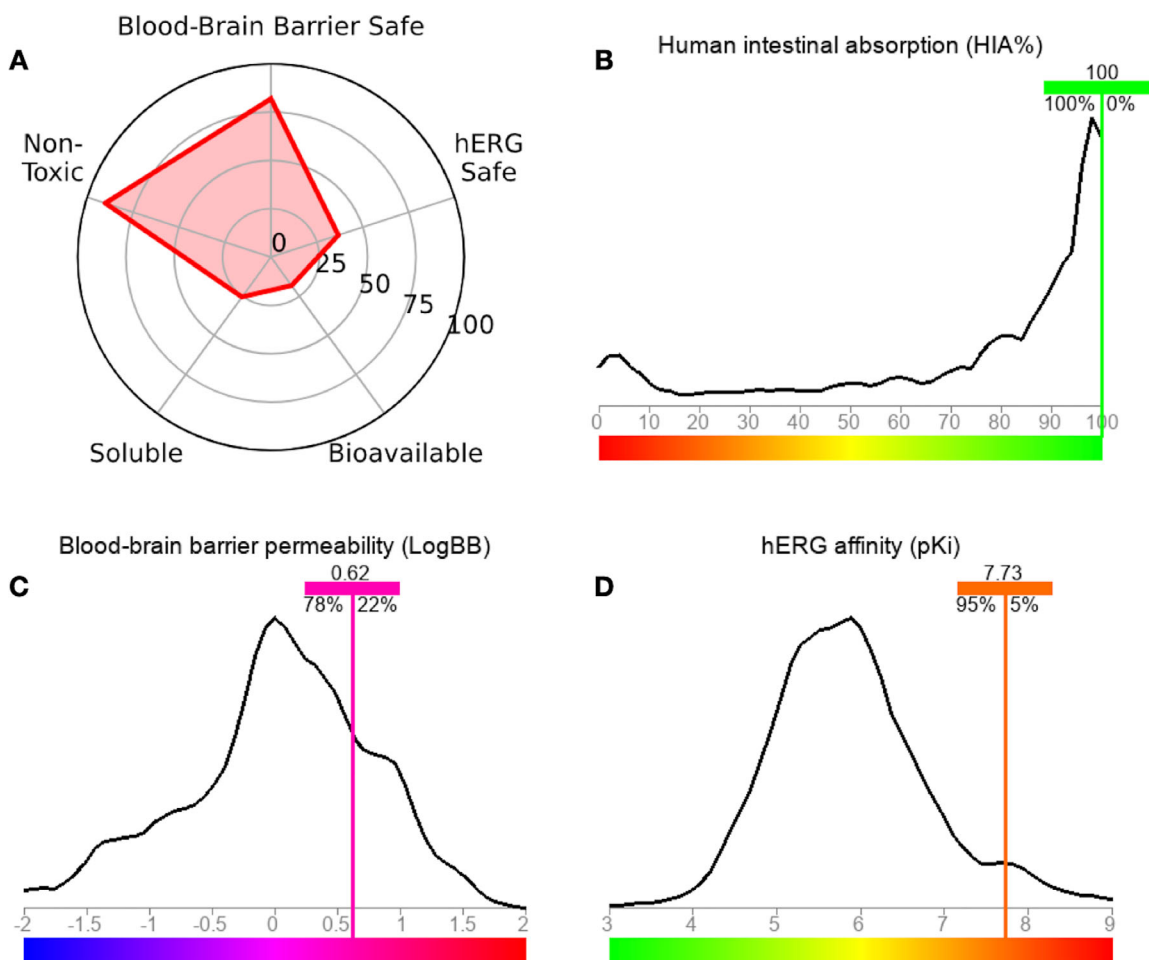 Blood-Brain Barrier Safe
A
Non-
Toxic
hERG
Safe
0
25
50
75
100
Soluble
Bioavailable
B
Human intestinal absorption (HIA%)
100
100% 0%
0 10 20 30 40 50 60 70 80 90 100
Blood-brain barrier permeability (LogBB)
C
0.62
78% 22%
-2 -1.5 -1 -0.5 0 0.5 1 1.5 2
hERG affinity (pKi)
D
7.73
95% 5%
3 4 5 6 7 8 9